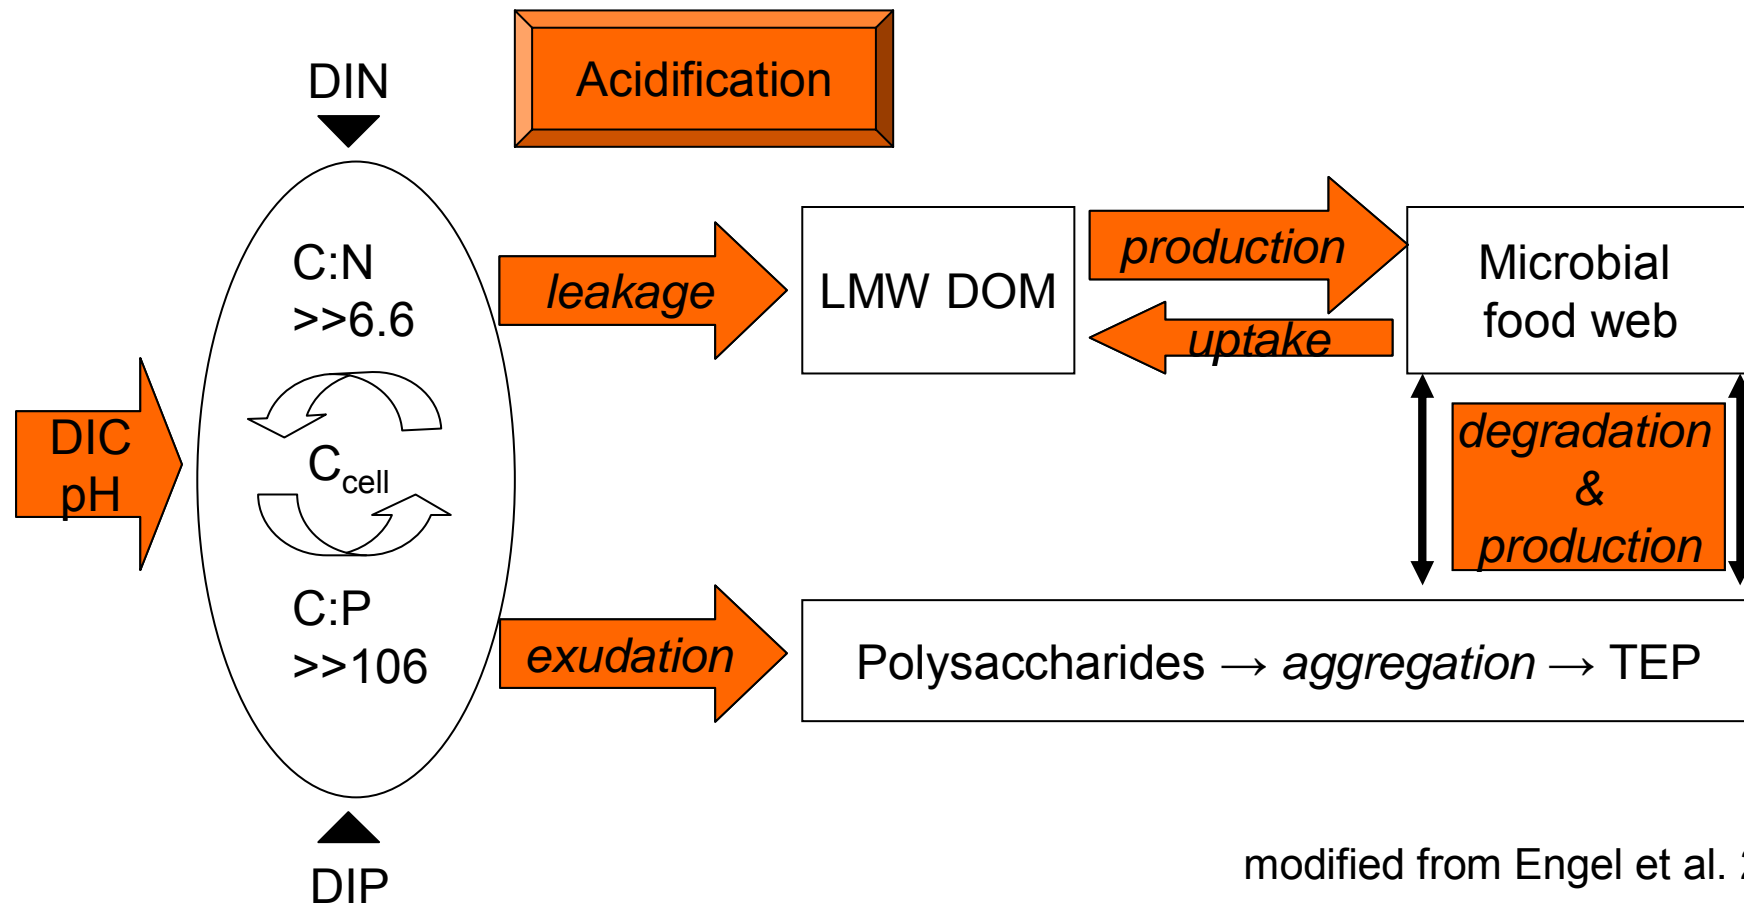 Acidification
DIN
C:N
>>6.6
leakage
LMW DOM
production
uptake
Microbial
food web
DIC
pH
Ccell
degradation
&
production
C:P
>>106
exudation
Polysaccharides → aggregation → TEP
DIP
modified from Engel et al.